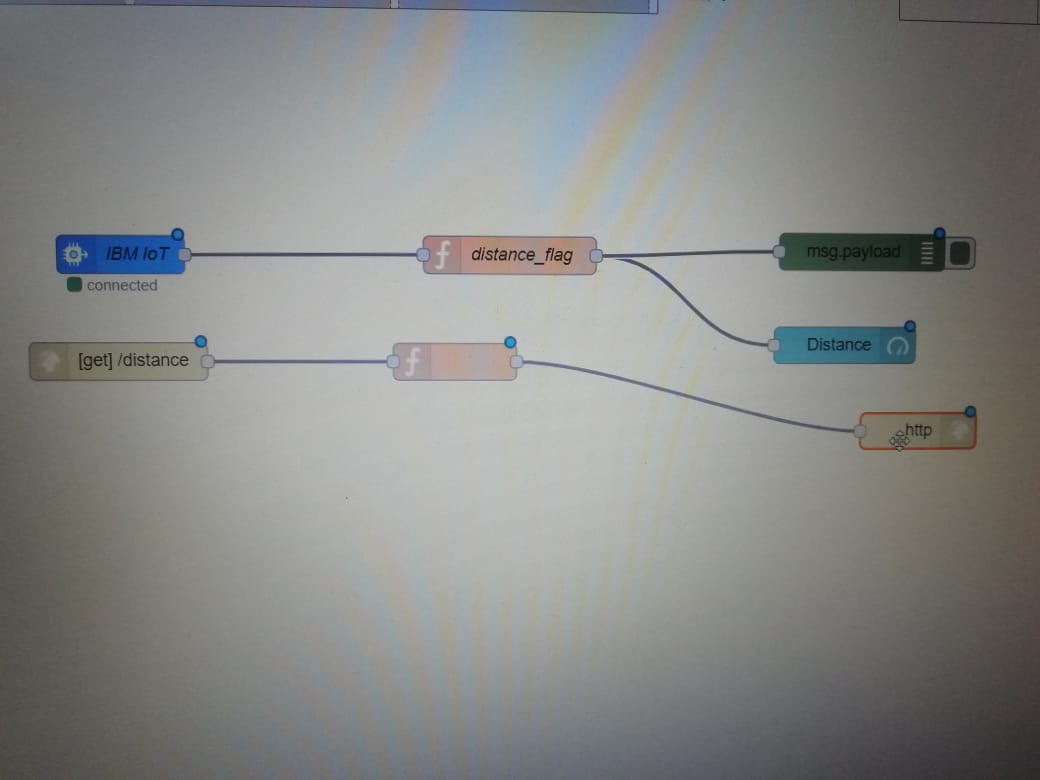 IBM IoT
distance_flag
msg.payload
connected
[get] /distance
Distance
http